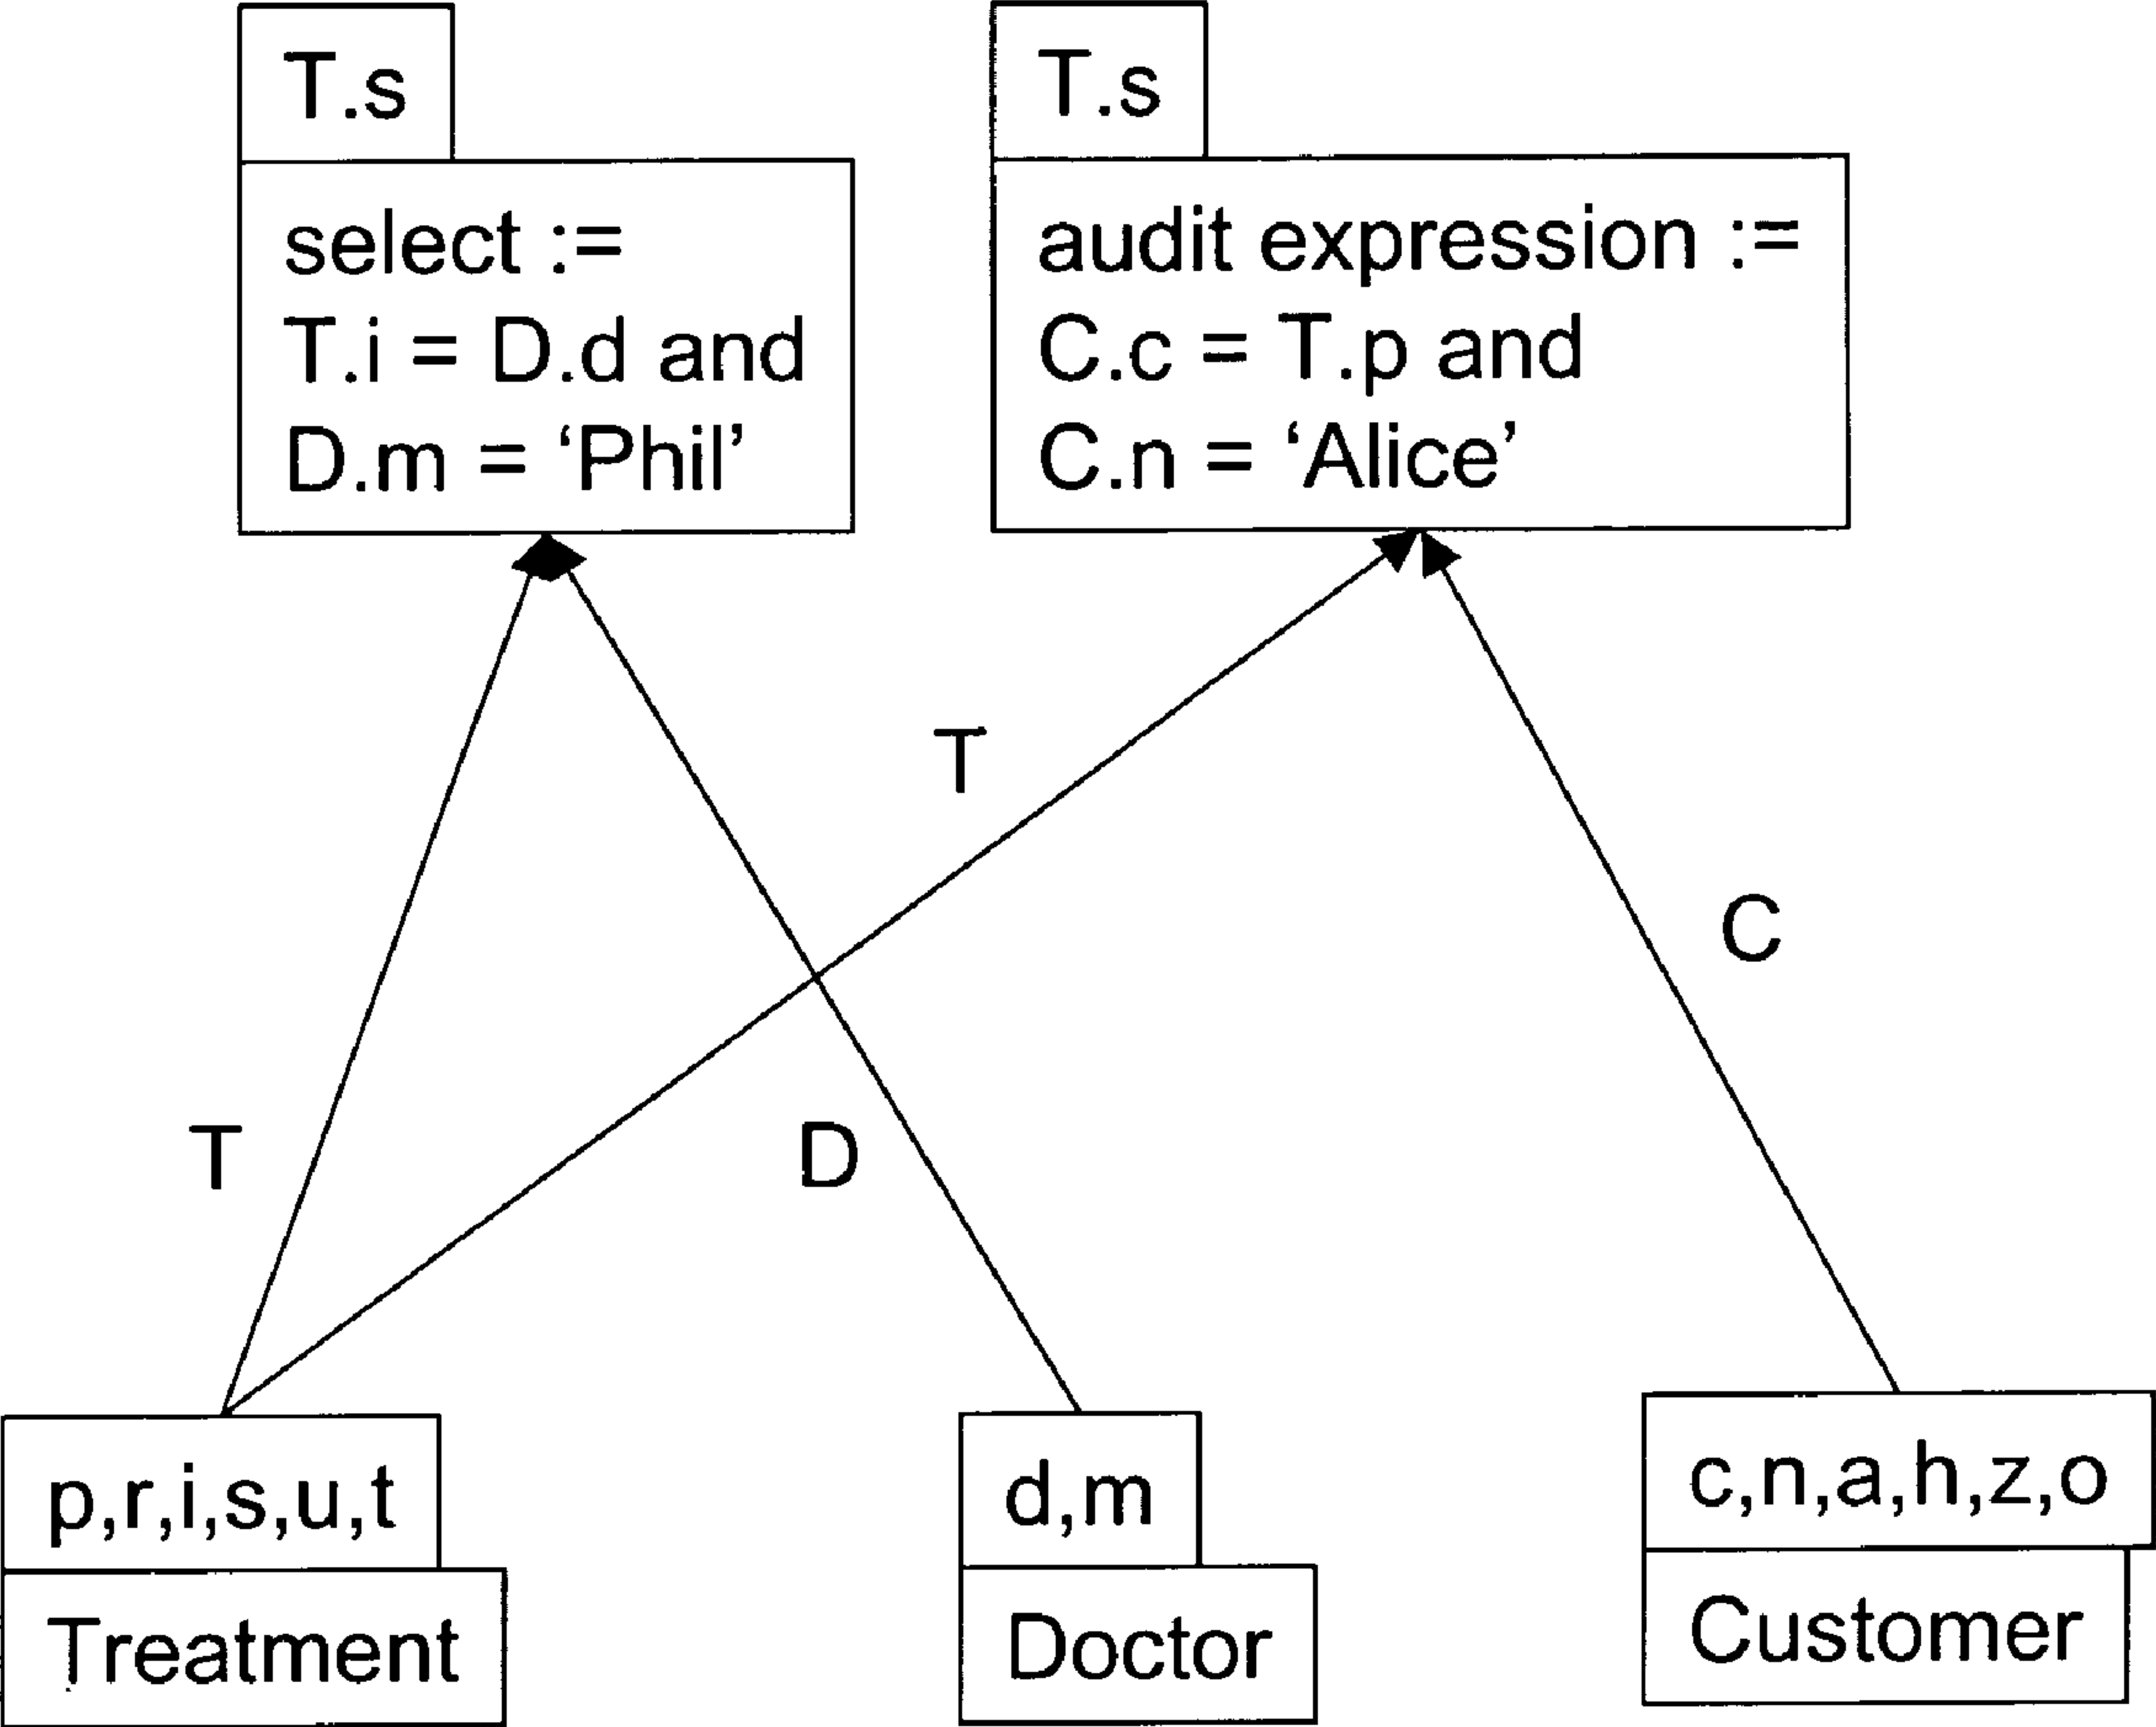 T.s
select :=
T.i = D.d and
D.m = ‘Phil’
T.s
audit expression :=
C.c = T.p and
C.n = ‘Alice’
T
C
T
D
p,r,i,s,u,t
Treatment
d,m
Doctor
c,n,a,h,z,o
Customer